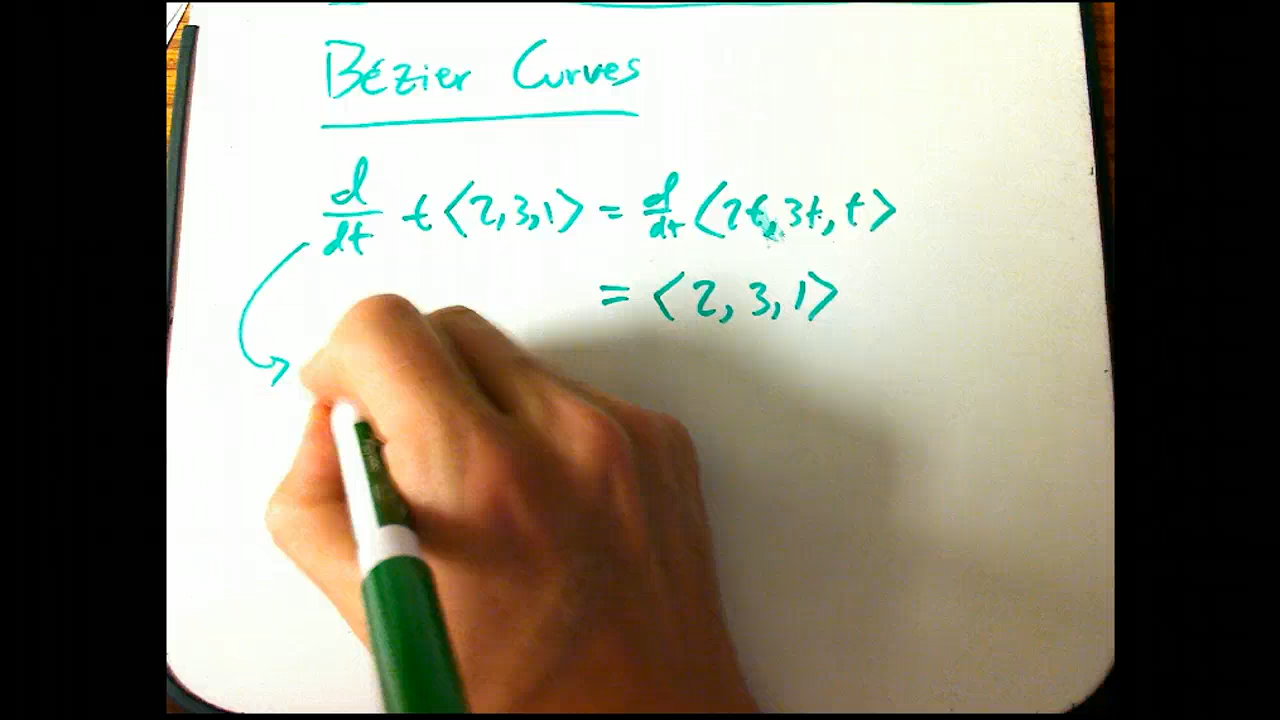 Bézier Curves
d/dt t⟨2,3,1⟩ = d/dt ⟨2t,3t,t⟩
= ⟨2,3,1⟩